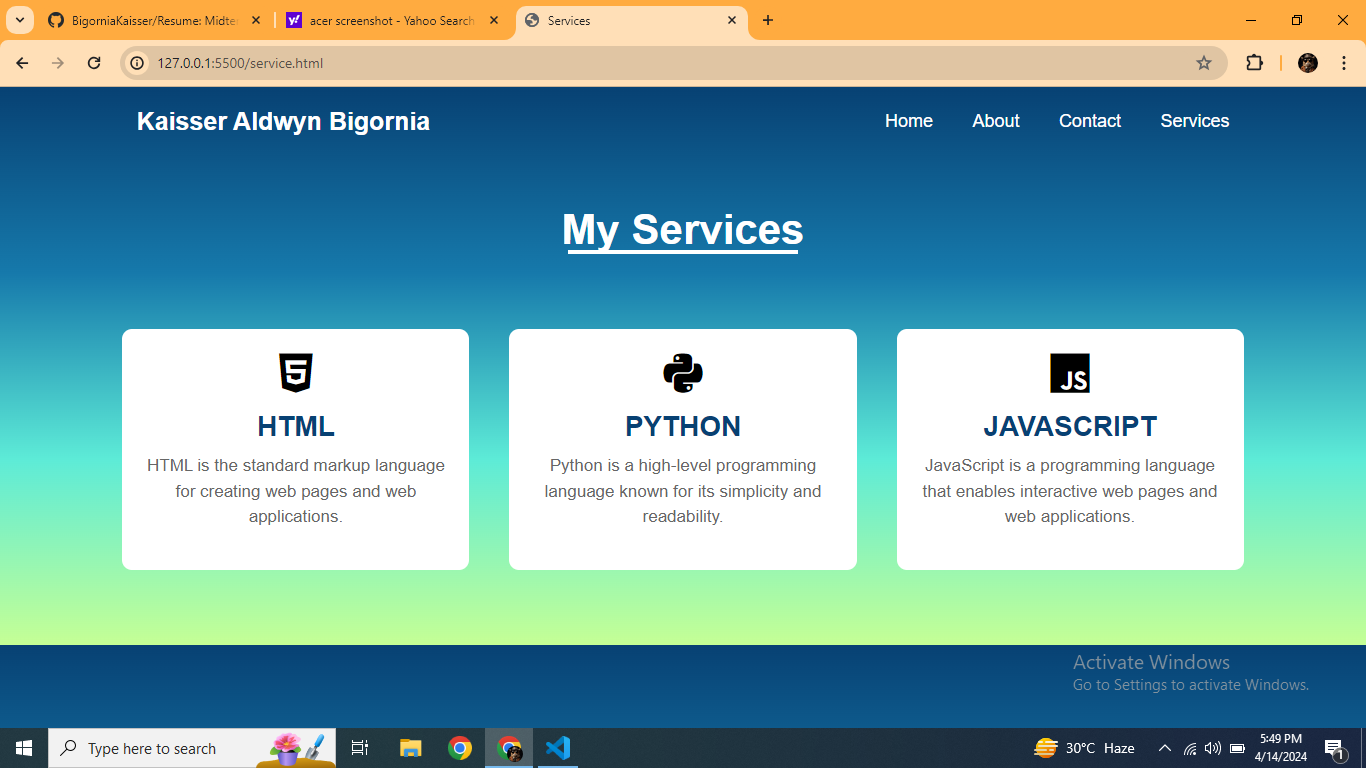 BigorniaKaisser/Resume: Midte
acer screenshot - Yahoo Search
Services
127.0.0.1:5500/service.html
Kaisser Aldwyn Bigornia
Home
About
Contact
Services
My Services
HTML
HTML is the standard markup language
for creating web pages and web
applications.
PYTHON
Python is a high-level programming
language known for its simplicity and
readability.
JS
JAVASCRIPT
JavaScript is a programming language
that enables interactive web pages and
web applications.
Activate Windows
Go to Settings to activate Windows.
Type here to search
30°C Haze
5:49 PM
4/14/2024
1